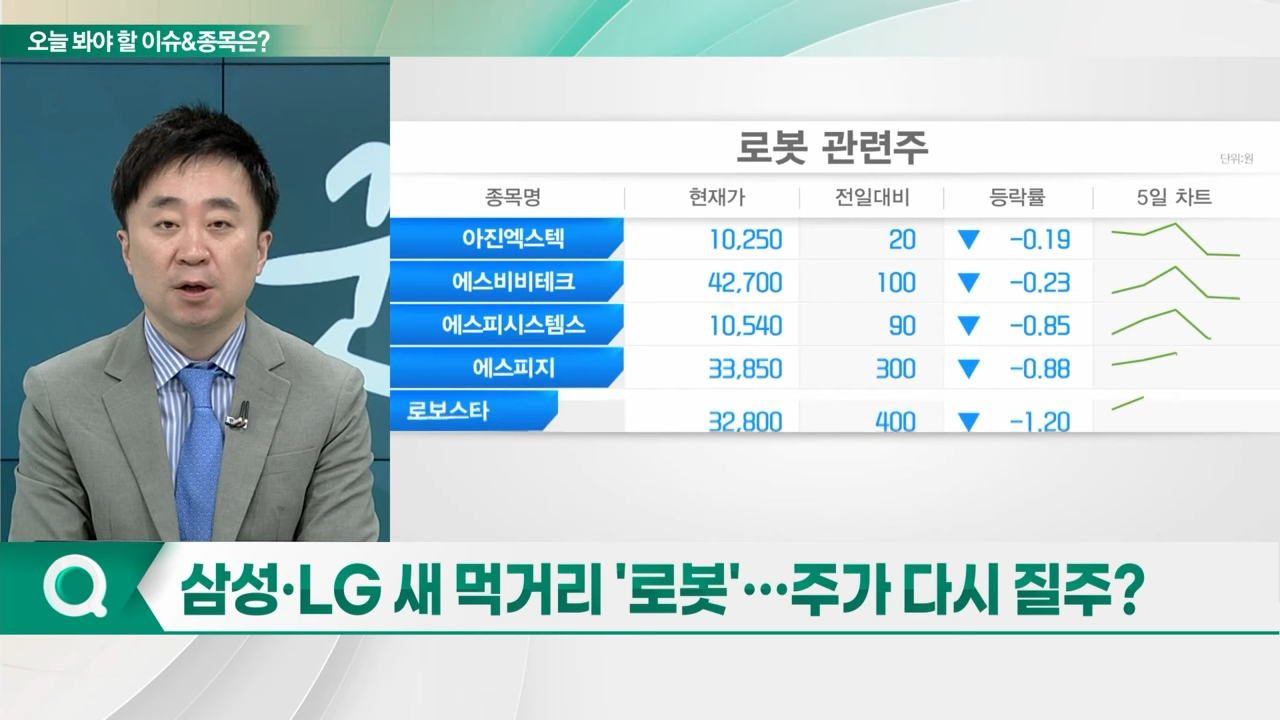 오늘 봐야 할 이슈&종목은?
로봇 관련주
단위:원
종목명 현재가 전일대비 등락률 5일 차트
아진엑스텍 10,250 20 ▼ -0.19
에스비비테크 42,700 100 ▼ -0.23
에스피시스템스 10,540 90 ▼ -0.85
에스피지 33,850 300 ▼ -0.88
로보스타 32,800 400 ▼ -1.20
Q 삼성·LG 새 먹거리 '로봇'…주가 다시 질주?